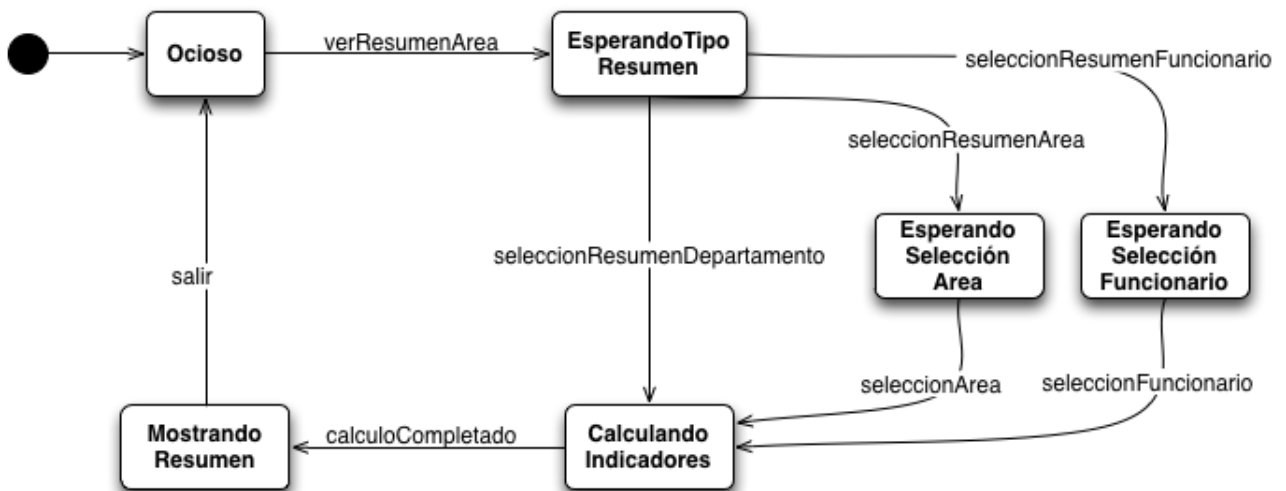 Ocioso
verResumenArea
EsperandoTipo
Resumen
seleccionResumenFuncionario
seleccionResumenArea
Esperando
Selección
Area
Esperando
Selección
Funcionario
seleccionResumenDepartamento
salir
seleccionArea
seleccionFuncionario
Mostrando
Resumen
calculoCompletado
Calculando
Indicadores